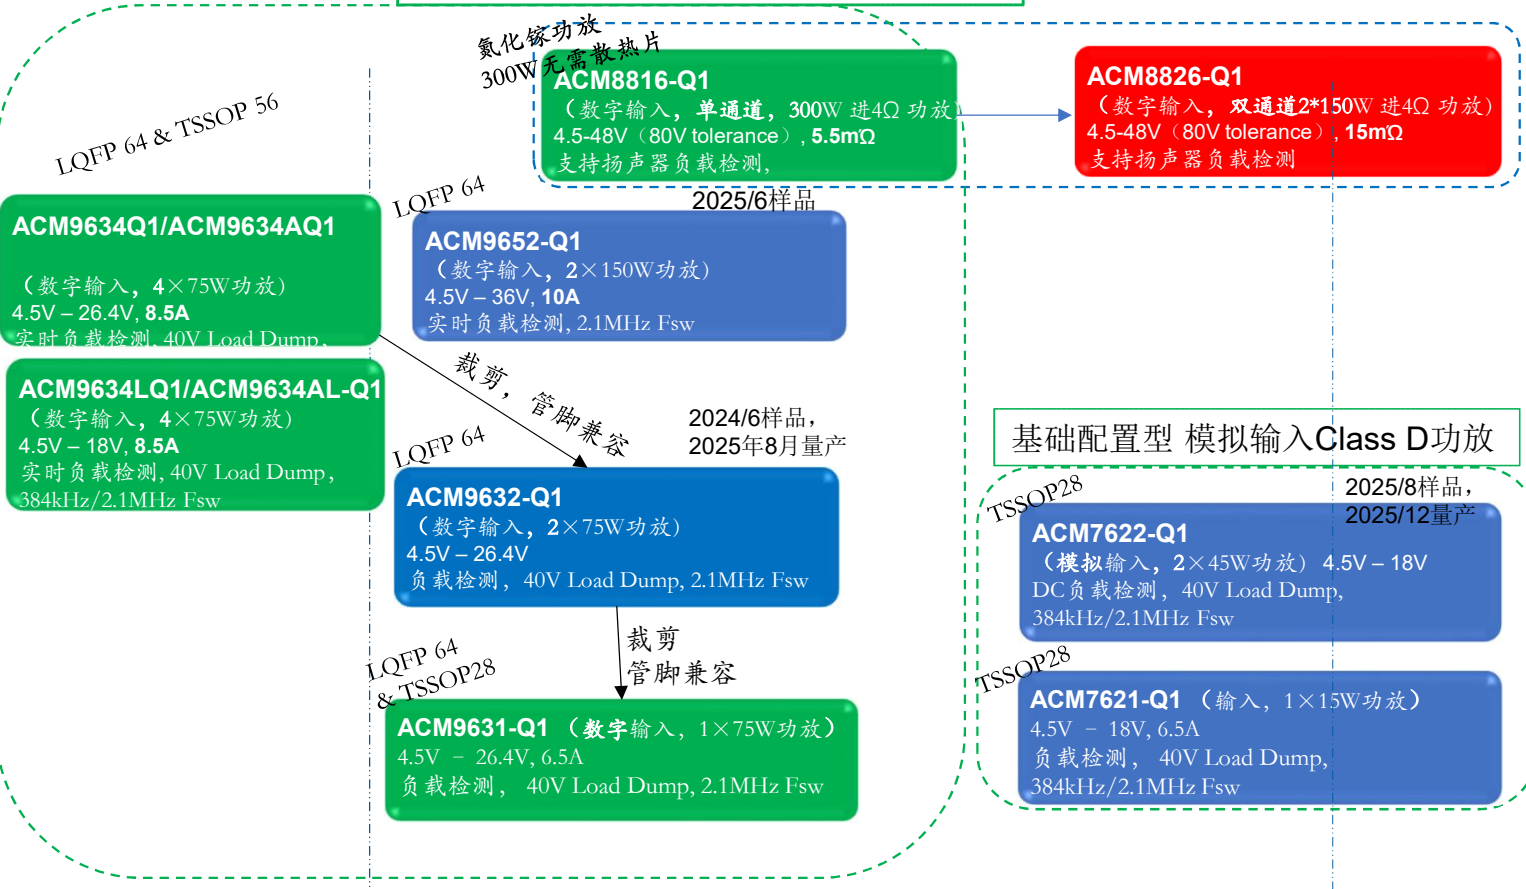 氮化镓功放
300W无需散热片
ACM8816-Q1
（数字输入，单通道，300W 进4Ω 功放）
4.5-48V（80V tolerance）, 5.5mΩ
支持扬声器负载检测,
ACM8826-Q1
（数字输入，双通道2*150W 进4Ω 功放)
4.5-48V（80V tolerance）, 15mΩ
支持扬声器负载检测
LQFP 64 & TSSOP 56
ACM9634Q1/ACM9634AQ1
（数字输入，4×75W功放）
4.5V – 26.4V, 8.5A
实时负载检测, 40V Load Dump,
ACM9634LQ1/ACM9634AL-Q1
（数字输入，4×75W功放）
4.5V – 18V, 8.5A
实时负载检测, 40V Load Dump,
384kHz/2.1MHz Fsw
LQFP 64
2025/6样品
ACM9652-Q1
（数字输入，2×150W功放）
4.5V – 36V, 10A
实时负载检测, 2.1MHz Fsw
裁剪，管脚兼容
2024/6样品，
2025年8月量产
LQFP 64
ACM9632-Q1
（数字输入，2×75W功放）
4.5V – 26.4V
负载检测，40V Load Dump, 2.1MHz Fsw
裁剪
管脚兼容
LQFP 64
& TSSOP28
ACM9631-Q1（数字输入，1×75W功放）
4.5V – 26.4V, 6.5A
负载检测， 40V Load Dump, 2.1MHz Fsw
基础配置型 模拟输入Class D功放
TSSOP28
2025/8样品，
2025/12量产
ACM7622-Q1
（模拟输入，2×45W功放） 4.5V – 18V
DC负载检测，40V Load Dump,
384kHz/2.1MHz Fsw
TSSOP28
ACM7621-Q1（输入，1×15W功放）
4.5V – 18V, 6.5A
负载检测， 40V Load Dump,
384kHz/2.1MHz Fsw